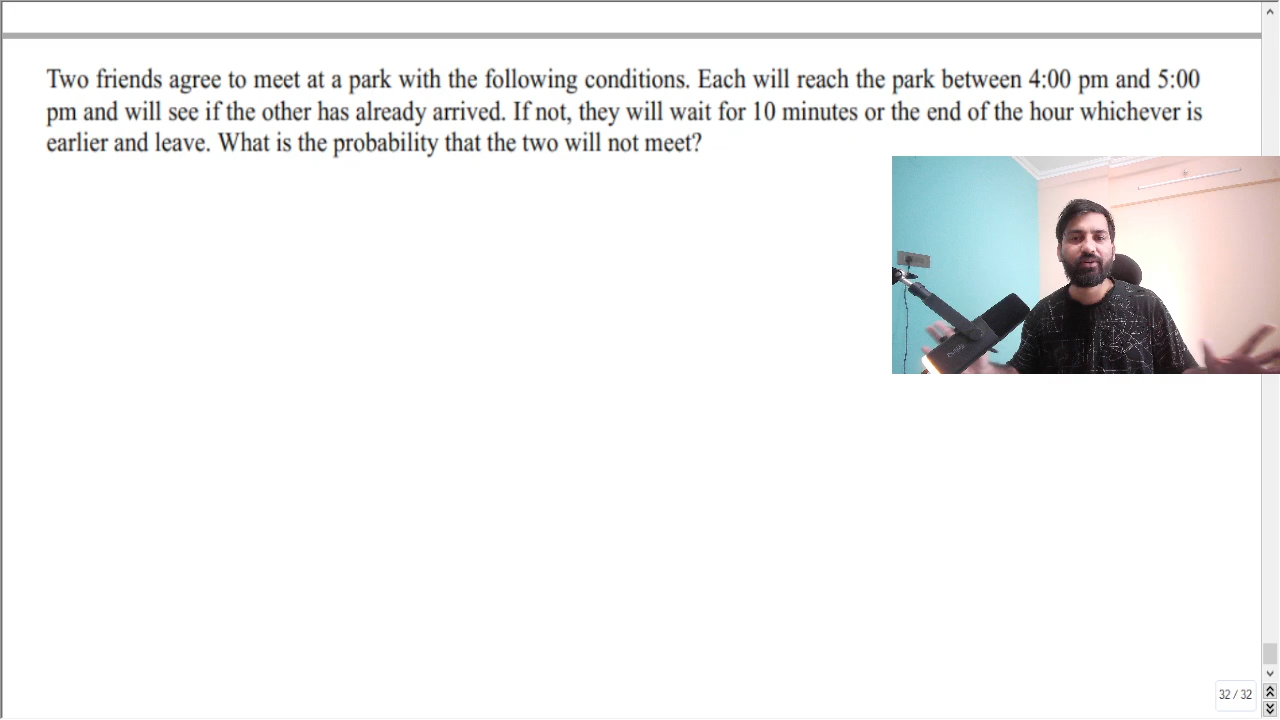 Two friends agree to meet at a park with the following conditions. Each will reach the park between 4:00 pm and 5:00
pm and will see if the other has already arrived. If not, they will wait for 10 minutes or the end of the hour whichever is
earlier and leave. What is the probability that the two will not meet?
32 / 32